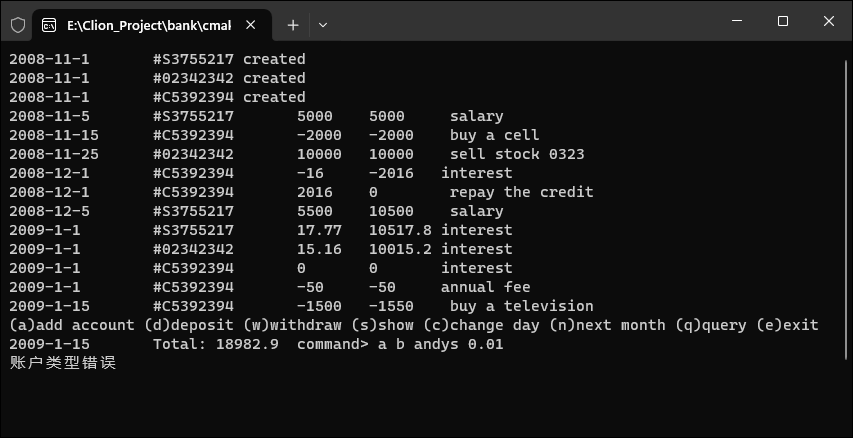 E:\Clion_Project\bank\cmak
2008-11-1 #S3755217 created
2008-11-1 #02342342 created
2008-11-1 #C5392394 created
2008-11-5 #S3755217 5000 5000 salary
2008-11-15 #C5392394 -2000 -2000 buy a cell
2008-11-25 #02342342 10000 10000 sell stock 0323
2008-12-1 #C5392394 -16 -2016 interest
2008-12-1 #C5392394 2016 0 repay the credit
2008-12-5 #S3755217 5500 10500 salary
2009-1-1 #S3755217 17.77 10517.8 interest
2009-1-1 #02342342 15.16 10015.2 interest
2009-1-1 #C5392394 0 0 interest
2009-1-1 #C5392394 -50 -50 annual fee
2009-1-15 #C5392394 -1500 -1550 buy a television
(a)add account (d)deposit (w)withdraw (s)show (c)change day (n)next month (q)query (e)exit
2009-1-15 Total: 18982.9 command> a b andys 0.01
账户类型错误